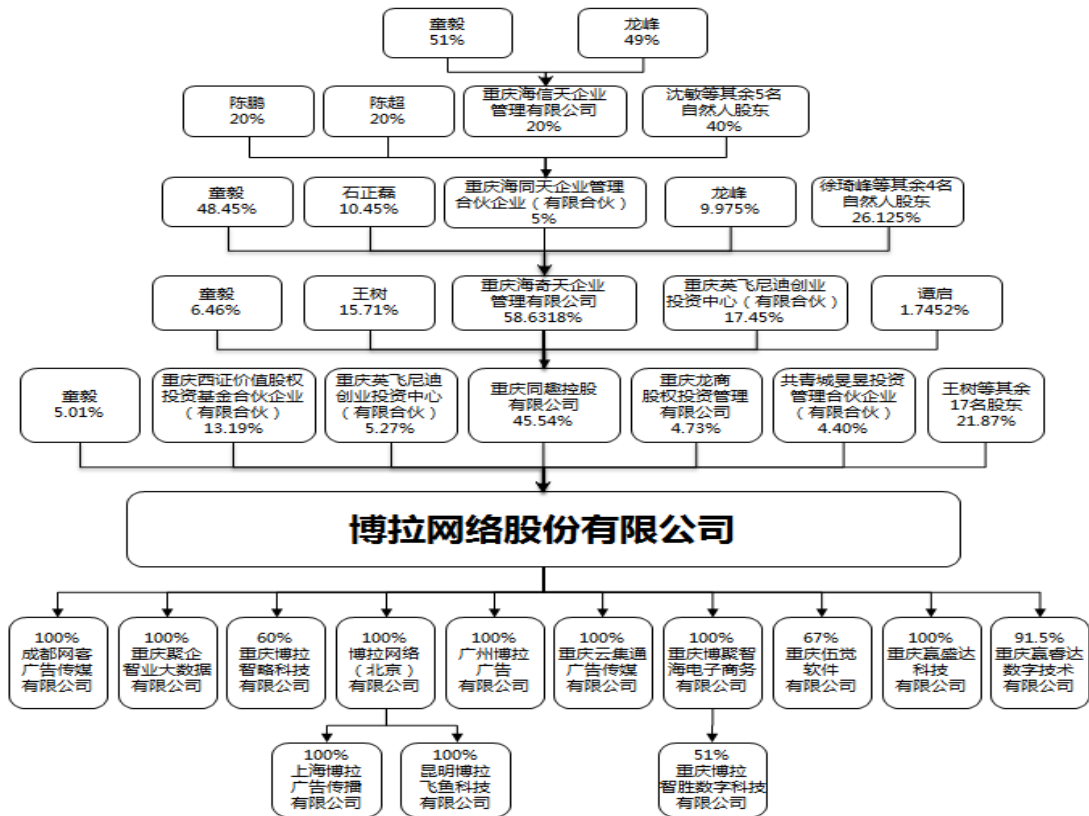 童毅
51%
龙峰
49%
陈鹏
20%
陈超
20%
重庆海信天企业
管理有限公司
20%
沈敏等其余5名
自然人股东
40%
童毅
48.45%
石正磊
10.45%
重庆海同天企业管理
合伙企业（有限合伙）
5%
龙峰
9.975%
徐琦峰等其余4名
自然人股东
26.125%
童毅
6.46%
王树
15.71%
重庆海奇天企业
管理有限公司
58.6318%
重庆英飞尼迪创业
投资中心（有限合伙）
17.45%
谭启
1.7452%
童毅
5.01%
重庆西证价值股权
投资基金合伙企业
（有限合伙）
13.19%
重庆英飞尼迪
创业投资中心
（有限合伙）
5.27%
重庆同趣控股
有限公司
45.54%
重庆龙商
股权投资管理
有限公司
4.73%
共青城旻昱投资
管理合伙企业
（有限合伙）
4.40%
王树等其余
17名股东
21.87%
博拉网络股份有限公司
100%
成都网客
广告传媒
有限公司
100%
重庆聚企
智业大数据
有限公司
60%
重庆博拉
智略科技
有限公司
100%
博拉网络
（北京）
有限公司
100%
广州博拉
广告
有限公司
100%
重庆云集通
广告传媒
有限公司
100%
重庆博聚智
海电子商务
有限公司
67%
重庆伍觉
软件
有限公司
100%
重庆赢盛达
科技
有限公司
91.5%
重庆赢睿达
数字技术
有限公司
100%
上海博拉
广告传播
有限公司
100%
昆明博拉
飞鱼科技
有限公司
51%
重庆博拉
智胜数字科技
有限公司